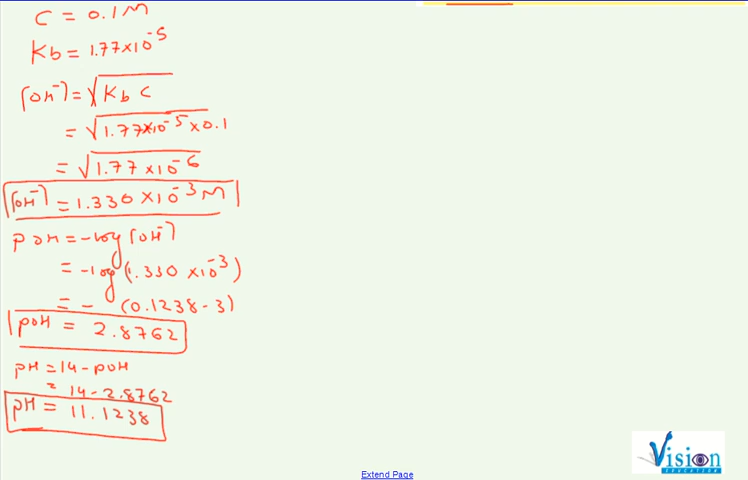 C = 0.1 M
Kb = 1.77×10⁻⁵
[OH⁻] = √Kb C
= √1.77×10⁻⁵ × 0.1
= √1.77 × 10⁻⁶
[OH⁻] = 1.330 × 10⁻³ M
pOH = -log [OH⁻]
= -log (1.330 × 10⁻³)
= - (0.1238 - 3)
pOH = 2.8762
pH = 14 - pOH
= 14 - 2.8762
pH = 11.1238
Vision
EDUCATION
Extend Page